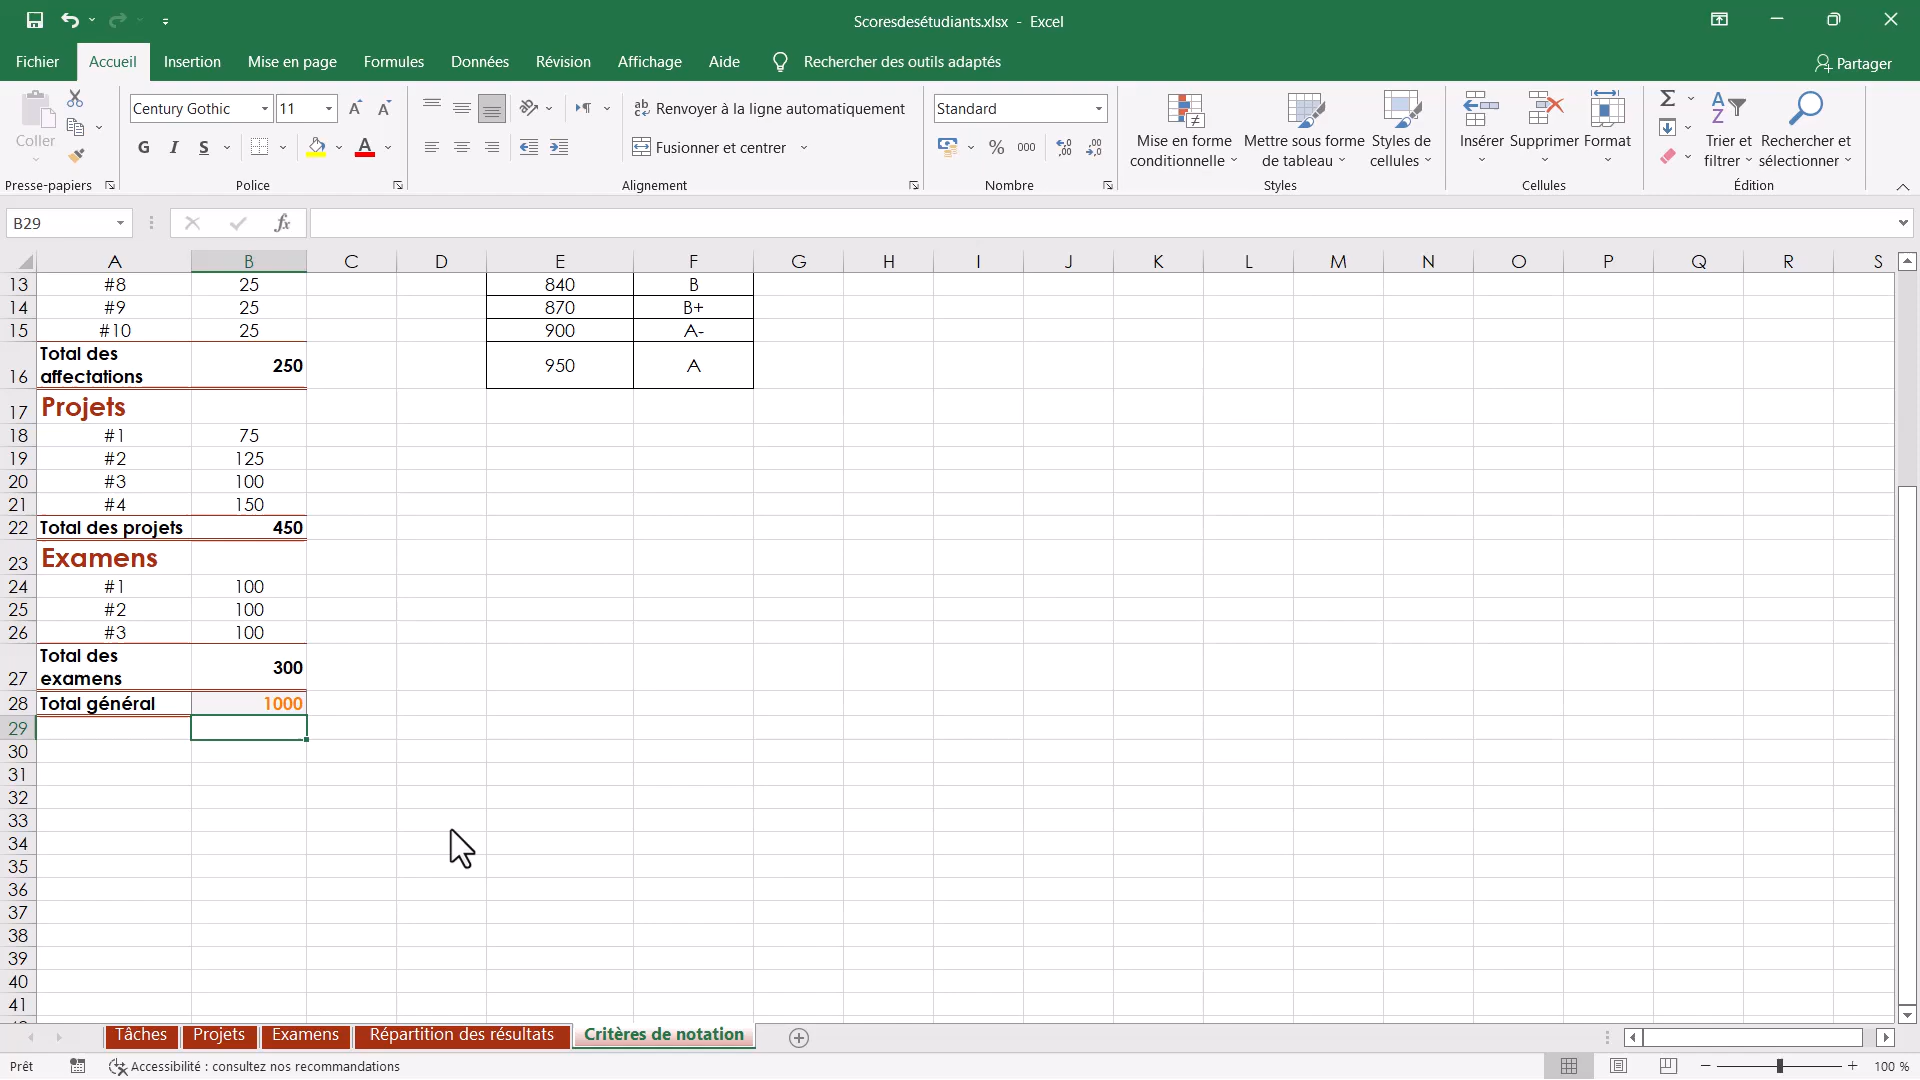 Scoresdesétudiants.xlsx - Excel
Fichier Accueil Insertion Mise en page Formules Données Révision Affichage Aide Rechercher des outils adaptés Partager
Coller
Century Gothic 11
G I S A
Renvoyer à la ligne automatiquement
Fusionner et centrer
Standard
% 000
Mise en forme conditionnelle
Mettre sous forme de tableau
Styles de cellules
Insérer Supprimer Format
Trier et filtrer
Rechercher et sélectionner
Presse-papiers Police Alignement Nombre Styles Cellules Édition
B29 fx
A B C D E F G H I J K L M N O P Q R S
13 #8 25 840 B
14 #9 25 870 B+
15 #10 25 900 A-
16 Total des affectations 250 950 A
17 Projets
18 #1 75
19 #2 125
20 #3 100
21 #4 150
22 Total des projets 450
23 Examens
24 #1 100
25 #2 100
26 #3 100
27 Total des examens 300
28 Total général 1000
29
30
31
32
33
34
35
36
37
38
39
40
41
Tâches Projets Examens Répartition des résultats Critères de notation
Prêt Accessibilité : consultez nos recommandations 100 %